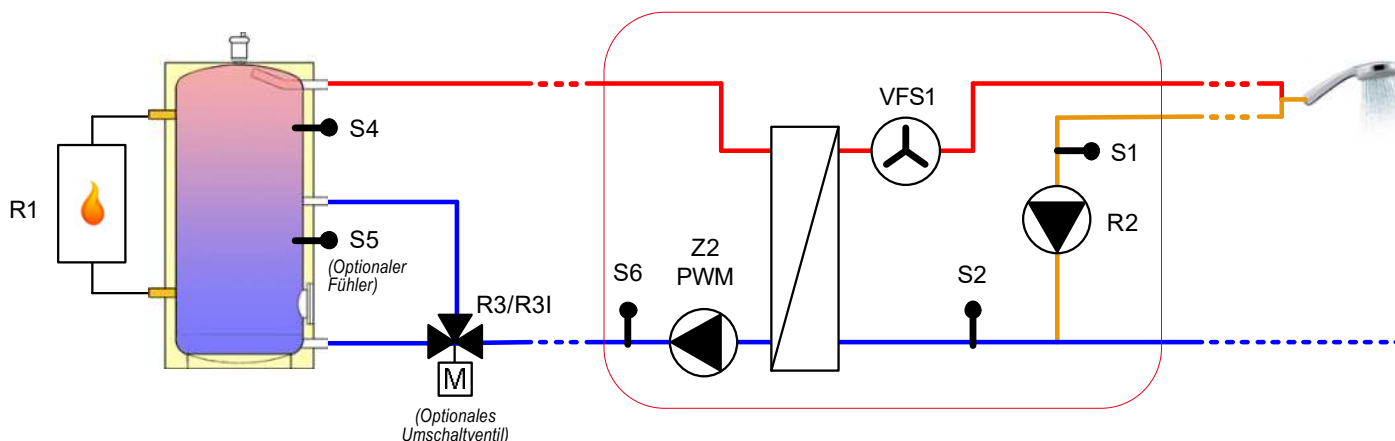 VFS1
S4
S1
R1
R2
S5
(Optionaler
Fühler)
Z2
PWM
S6
S2
R3/R3I
M
(Optionales
Umschaltventil)